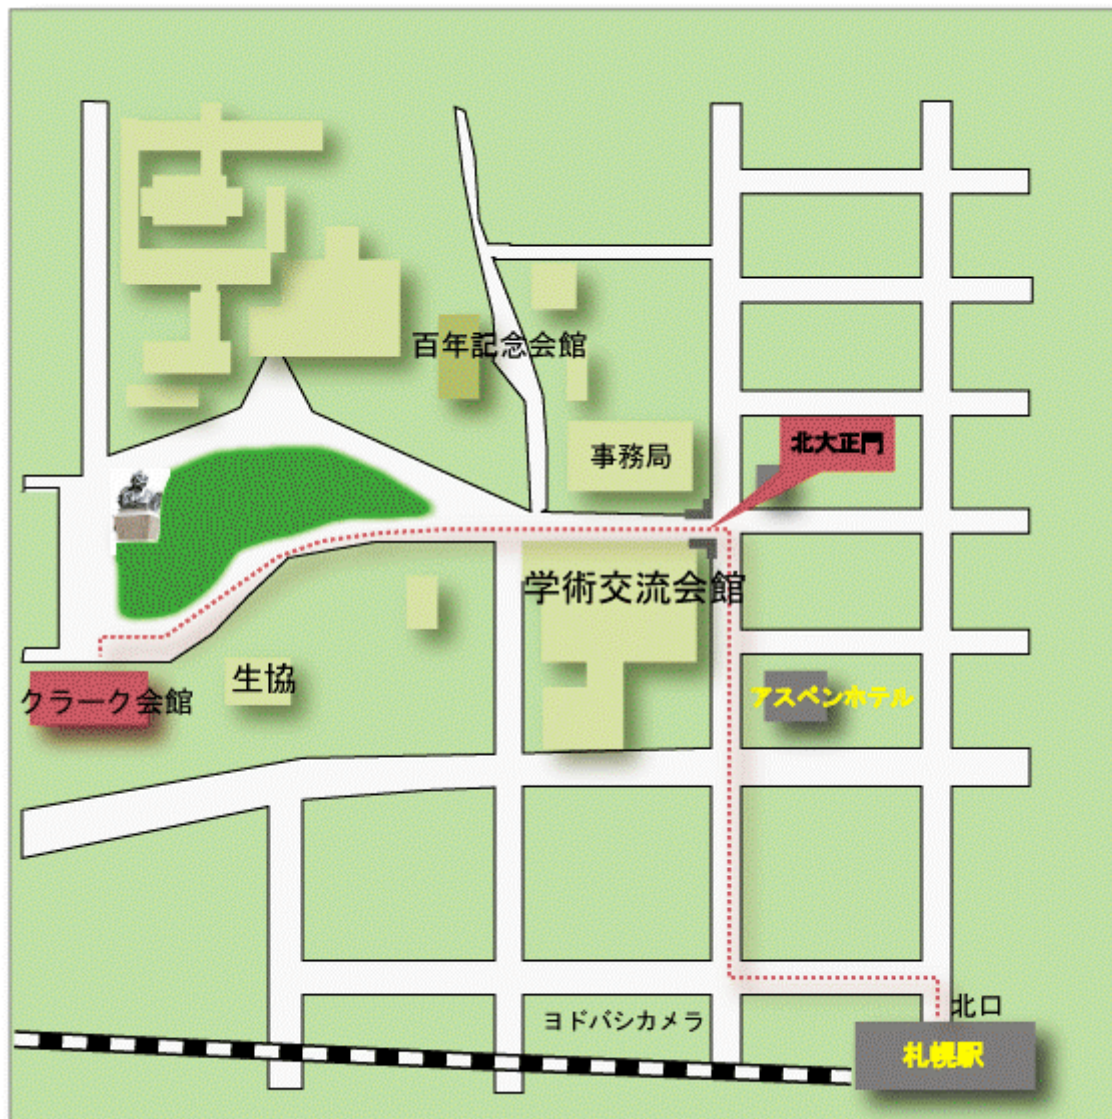 百年記念会館
北大正門
事務局
学術交流会館
生協
アスペンホテル
クラーク会館
北口
ヨドバシカメラ
札幌駅